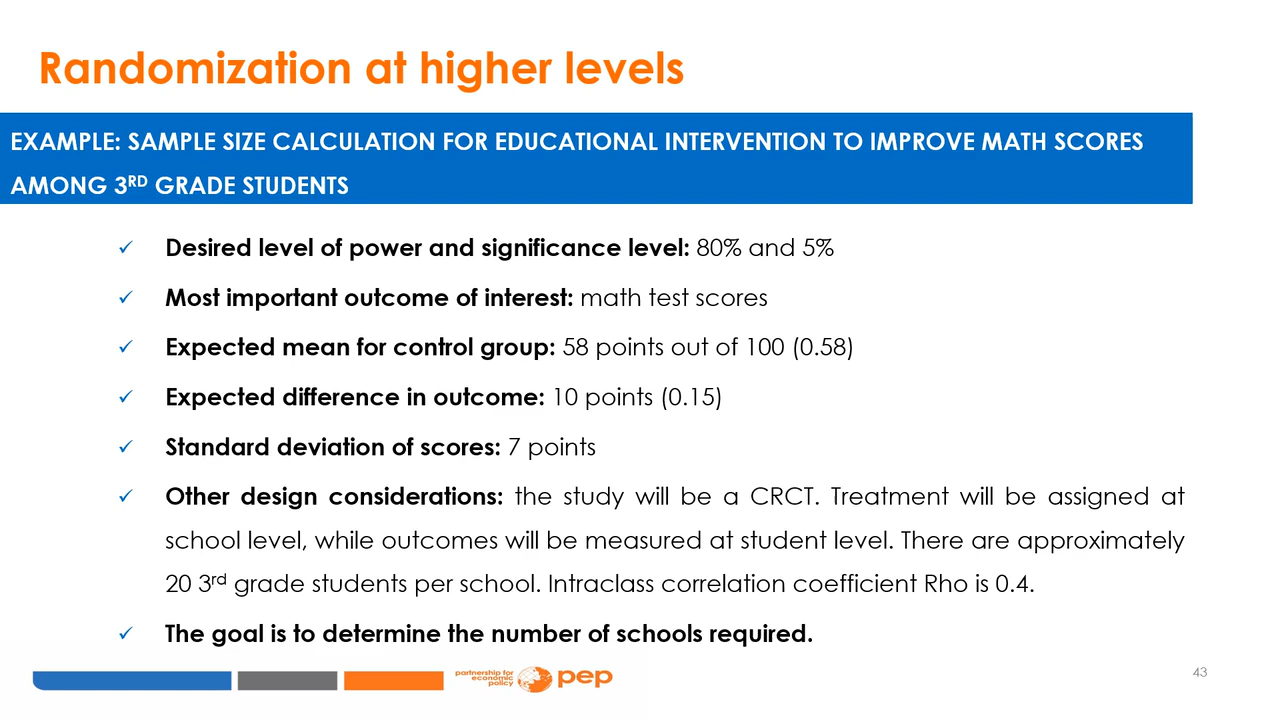 Randomization at higher levels
EXAMPLE: SAMPLE SIZE CALCULATION FOR EDUCATIONAL INTERVENTION TO IMPROVE MATH SCORES
AMONG 3RD GRADE STUDENTS
✓ Desired level of power and significance level: 80% and 5%
✓ Most important outcome of interest: math test scores
✓ Expected mean for control group: 58 points out of 100 (0.58)
✓ Expected difference in outcome: 10 points (0.15)
✓ Standard deviation of scores: 7 points
✓ Other design considerations: the study will be a CRCT. Treatment will be assigned at
school level, while outcomes will be measured at student level. There are approximately
20 3rd grade students per school. Intraclass correlation coefficient Rho is 0.4.
✓ The goal is to determine the number of schools required.
partnership for
economic
policy
pep
43